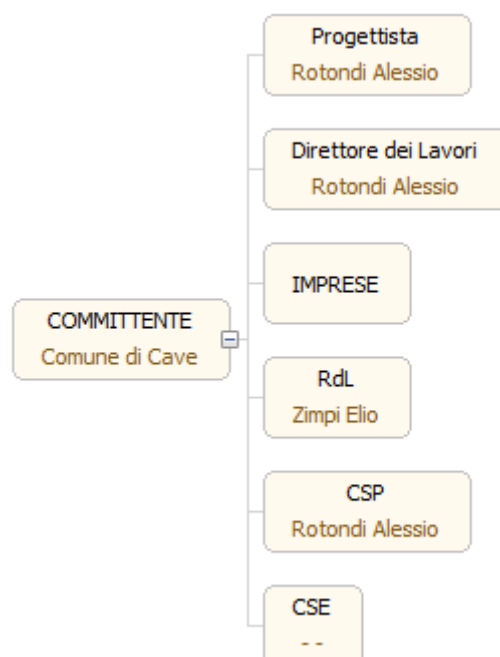 Progettista
Rotondi Alessio
Direttore dei Lavori
Rotondi Alessio
IMPRESE
COMMITTENTE
Comune di Cave
RdL
Zimpi Elio
CSP
Rotondi Alessio
CSE
- -